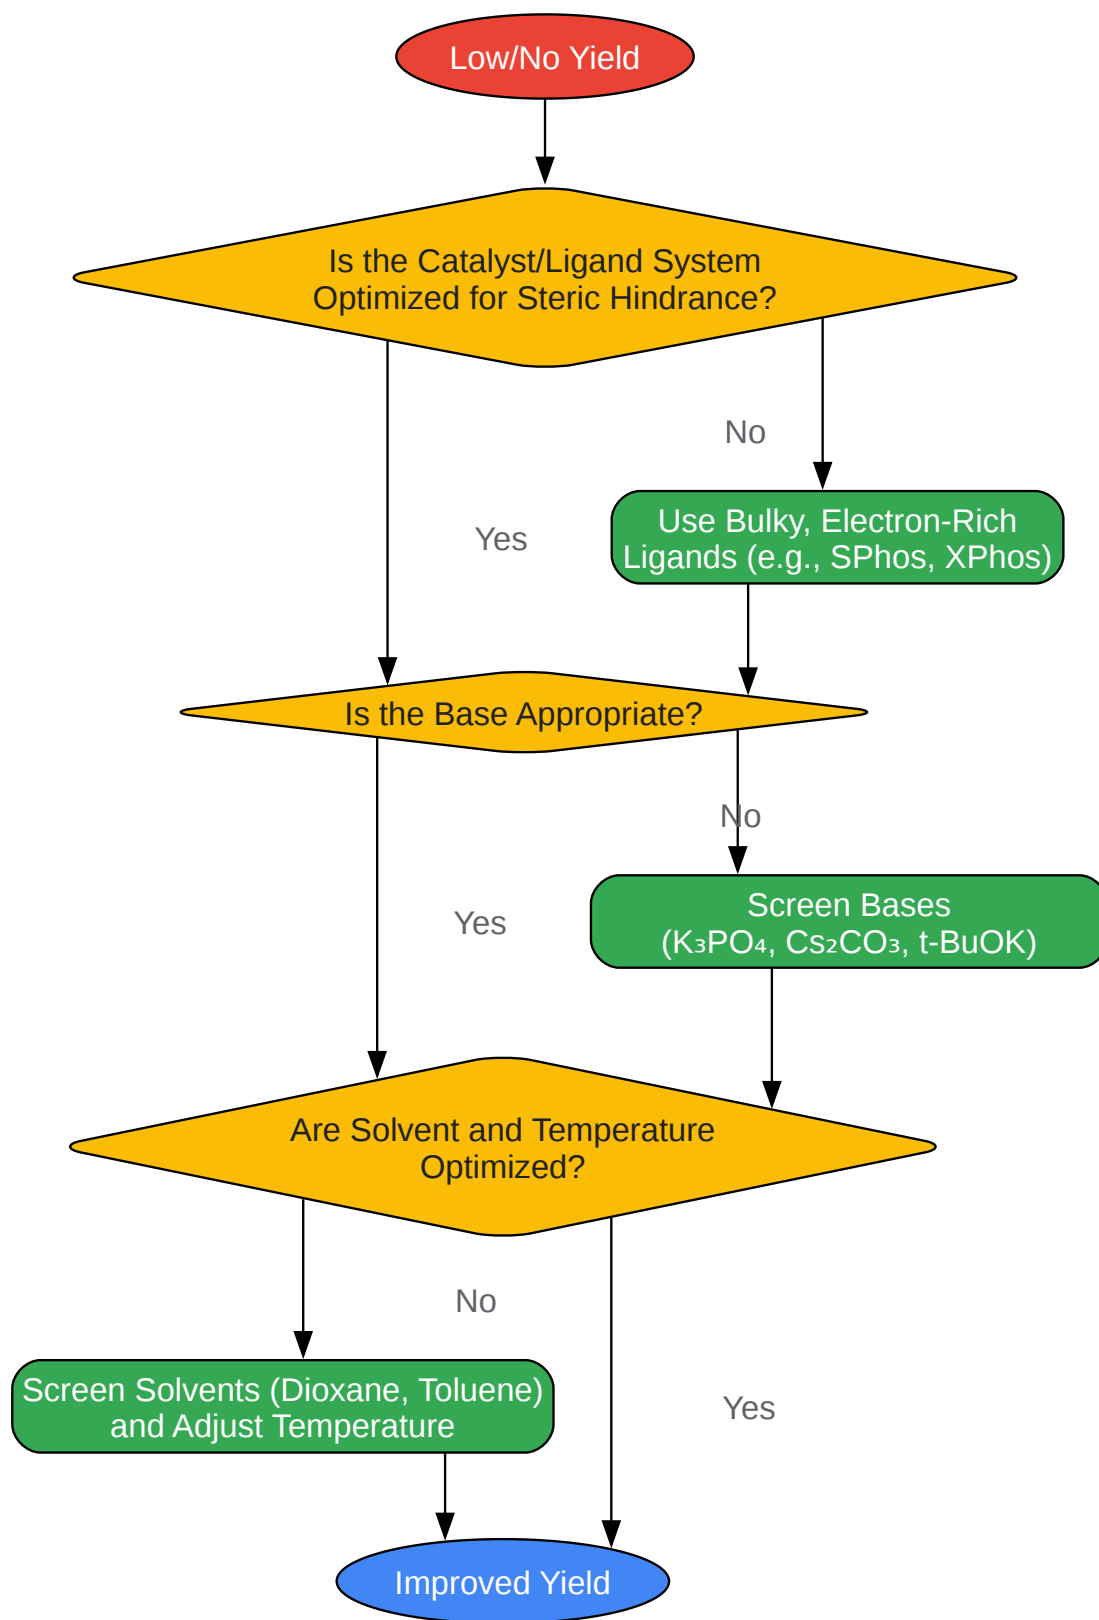 Low/No Yield
Is the Catalyst/Ligand System
Optimized for Steric Hindrance?
No
Yes
Use Bulky, Electron-Rich
Ligands (e.g., SPhos, XPhos)
Is the Base Appropriate?
No
Yes
Screen Bases
(K₃PO₄, Cs₂CO₃, t-BuOK)
Are Solvent and Temperature
Optimized?
No
Yes
Screen Solvents (Dioxane, Toluene)
and Adjust Temperature
Improved Yield